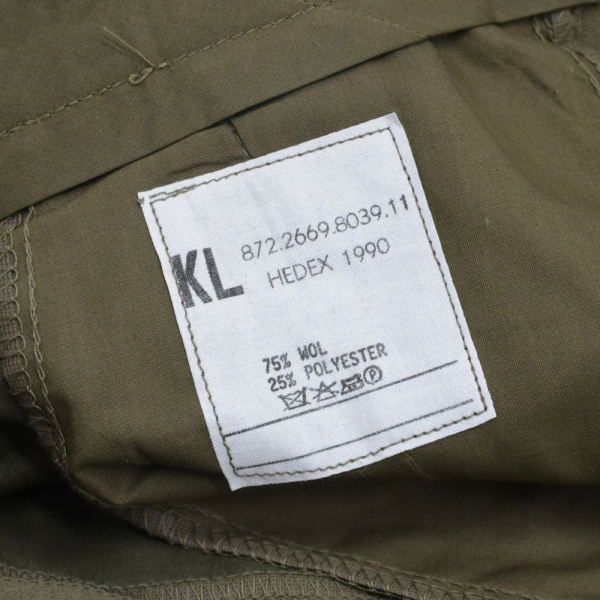 KL
872.2669.8039.11
HEDEX 1990
75% WOL
25% POLYESTER
P